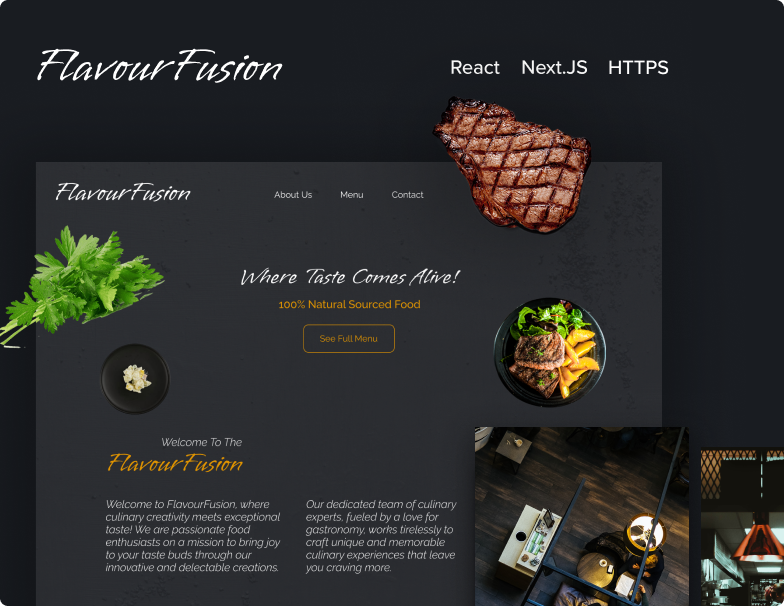 FlavourFusion
React Next.JS HTTPS
FlavourFusion
About Us Menu Contact
Where Taste Comes Alive!
100% Natural Sourced Food
See Full Menu
Welcome To The
FlavourFusion
Welcome to FlavourFusion, where
culinary creativity meets exceptional
taste! We are passionate food
enthusiasts on a mission to bring joy
to your taste buds through our
innovative and delectable creations.
Our dedicated team of culinary
experts, fueled by a love for
gastronomy, works tirelessly to
craft unique and memorable
culinary experiences that leave
you craving more.